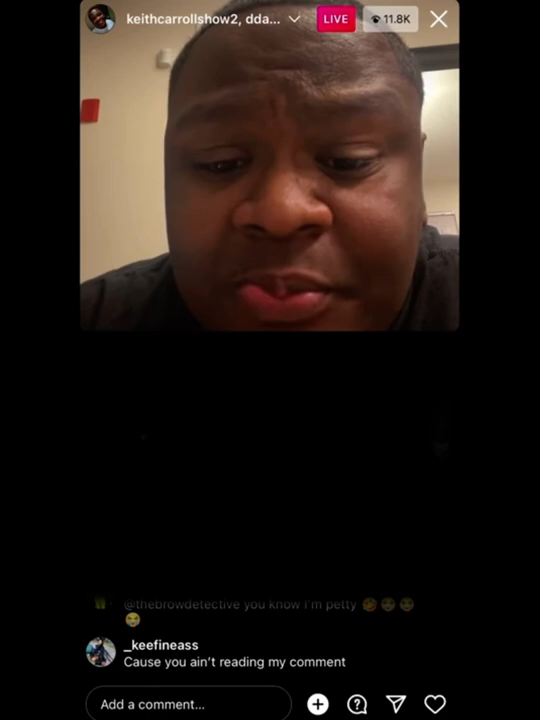 keithcarrollshow2, dda...
LIVE
11.8K
@thebrowdetective you know I'm petty
_keefineass
Cause you ain't reading my comment
Add a comment...